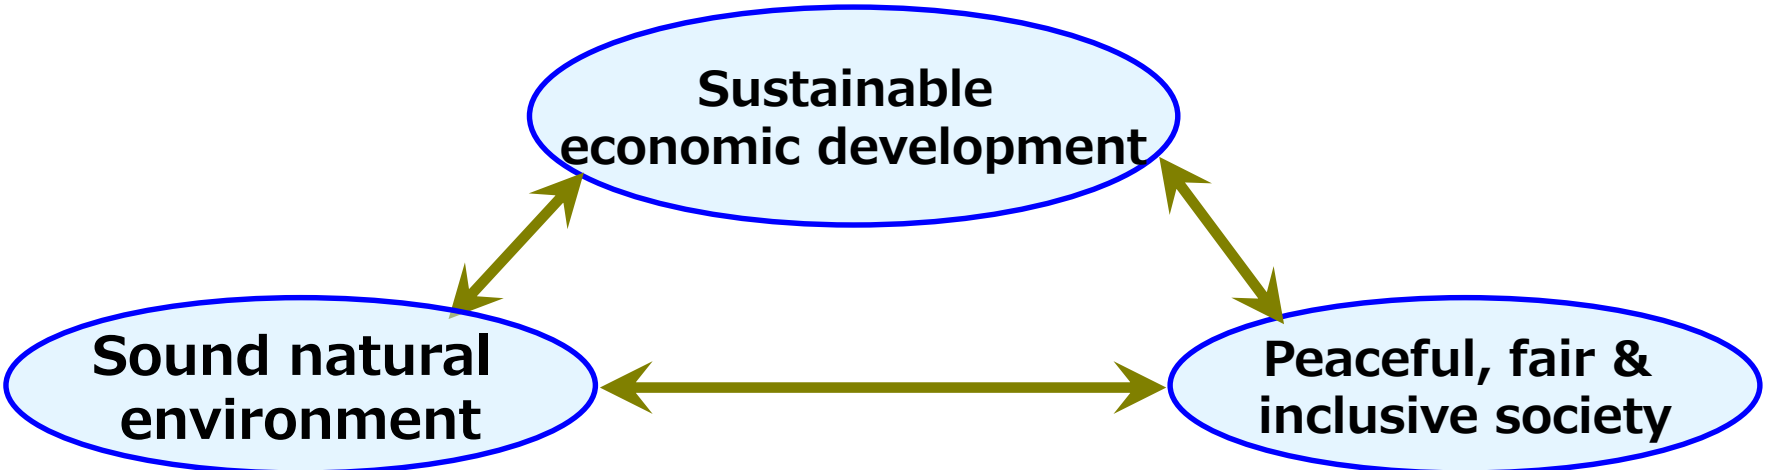 Sustainable
economic development
Sound natural
environment
Peaceful, fair &
inclusive society